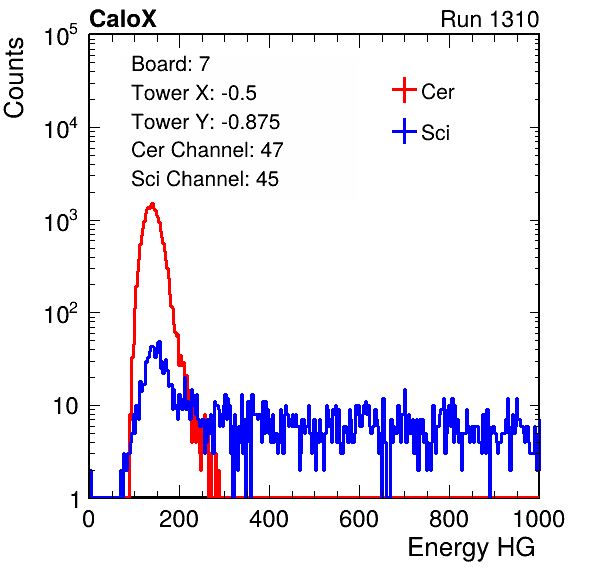 CaloX Run 1310
Counts
Board: 7
Tower X: -0.5
Tower Y: -0.875
Cer Channel: 47
Sci Channel: 45
Cer
Sci
10^5
10^4
10^3
10^2
10
1
0 200 400 600 800 1000
Energy HG